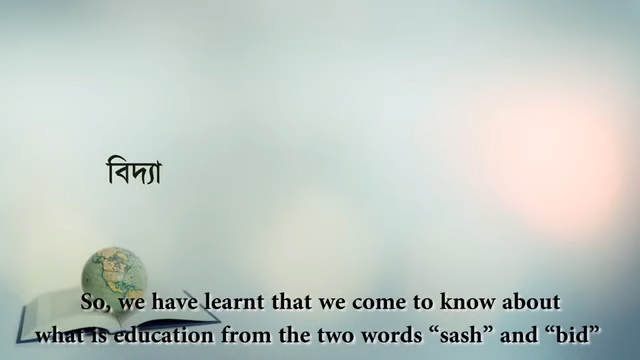 বিদ্যা
So, we have learnt that we come to know about
what is education from the two words “sash” and “bid”